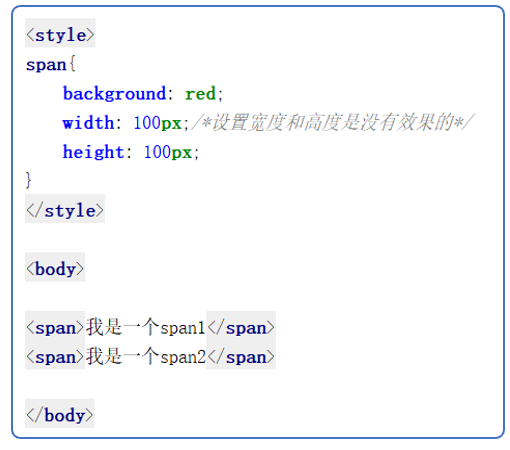 <style>
span{
background: red;
width: 100px;/*设置宽度和高度是没有效果的*/
height: 100px;
}
</style>
<body>
<span>我是一个span1</span>
<span>我是一个span2</span>
</body>